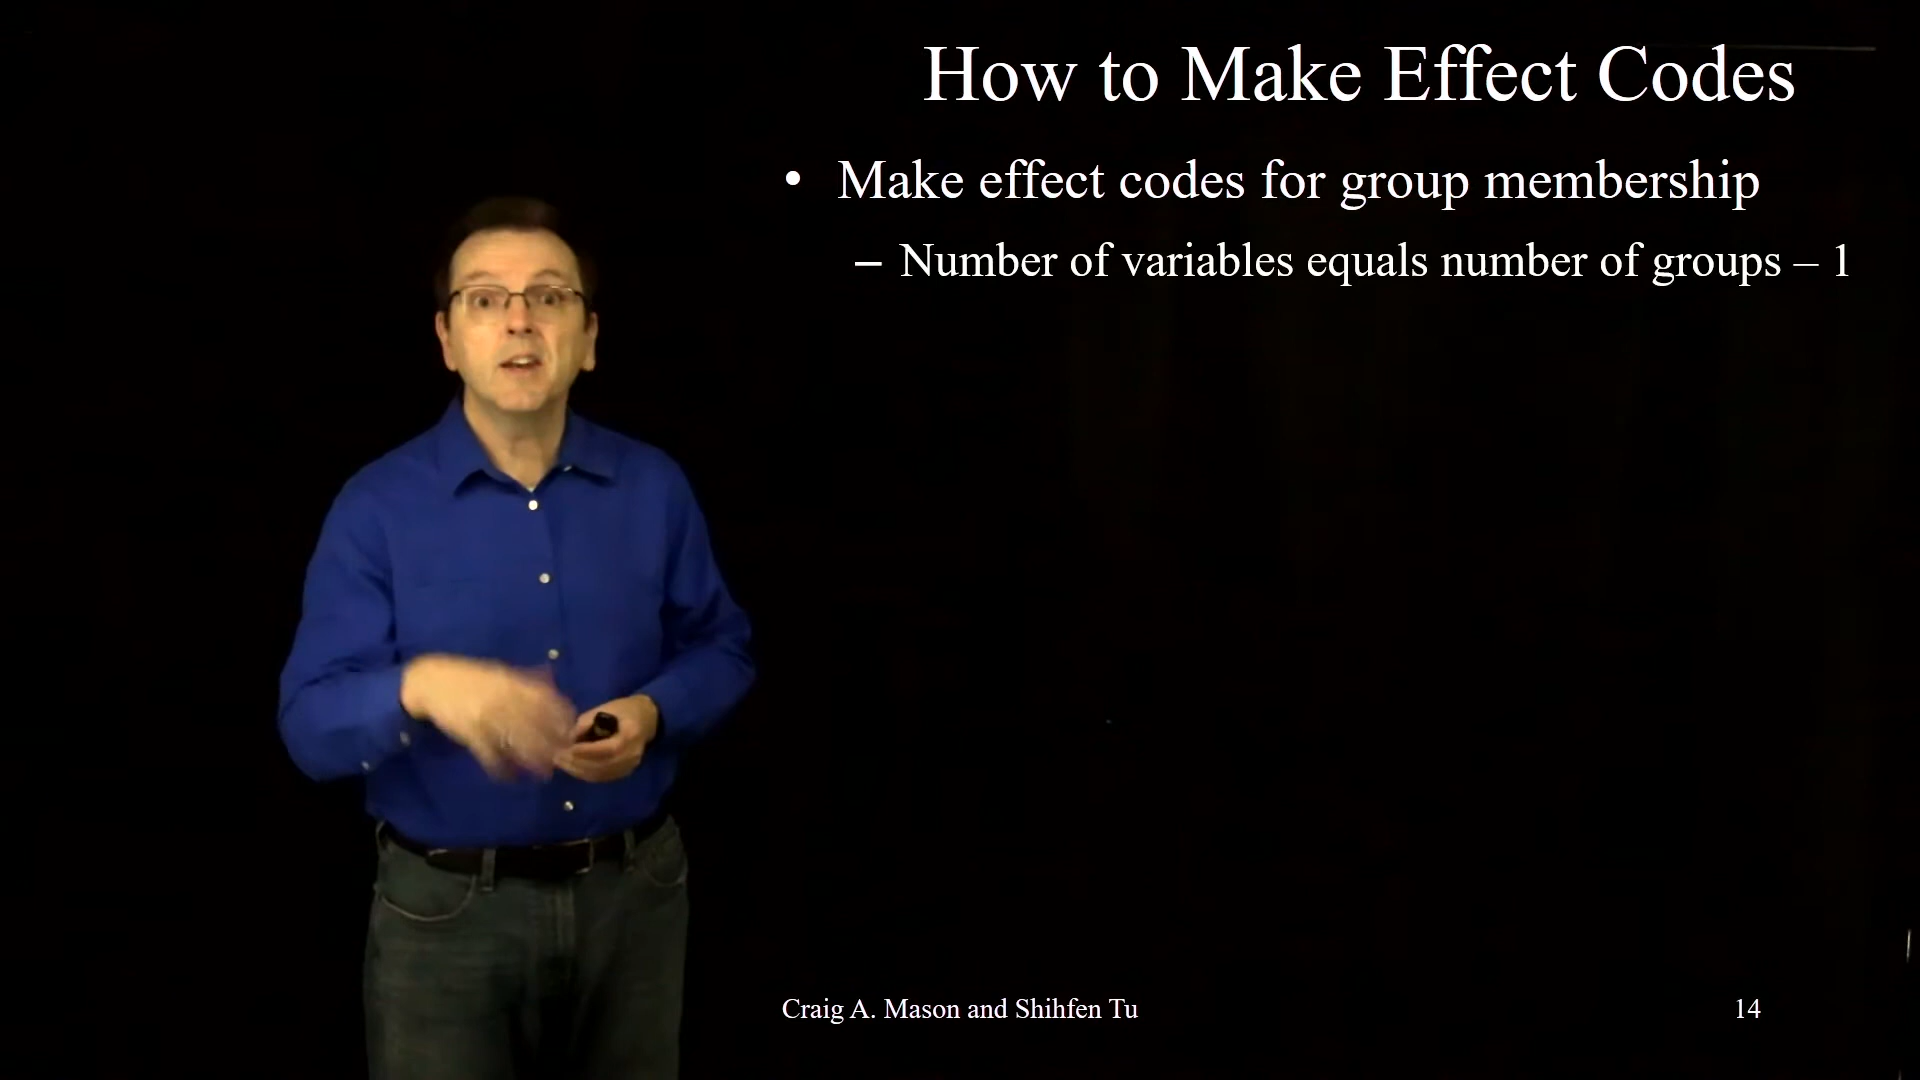 How to Make Effect Codes
• Make effect codes for group membership
– Number of variables equals number of groups – 1
Craig A. Mason and Shihfen Tu
14